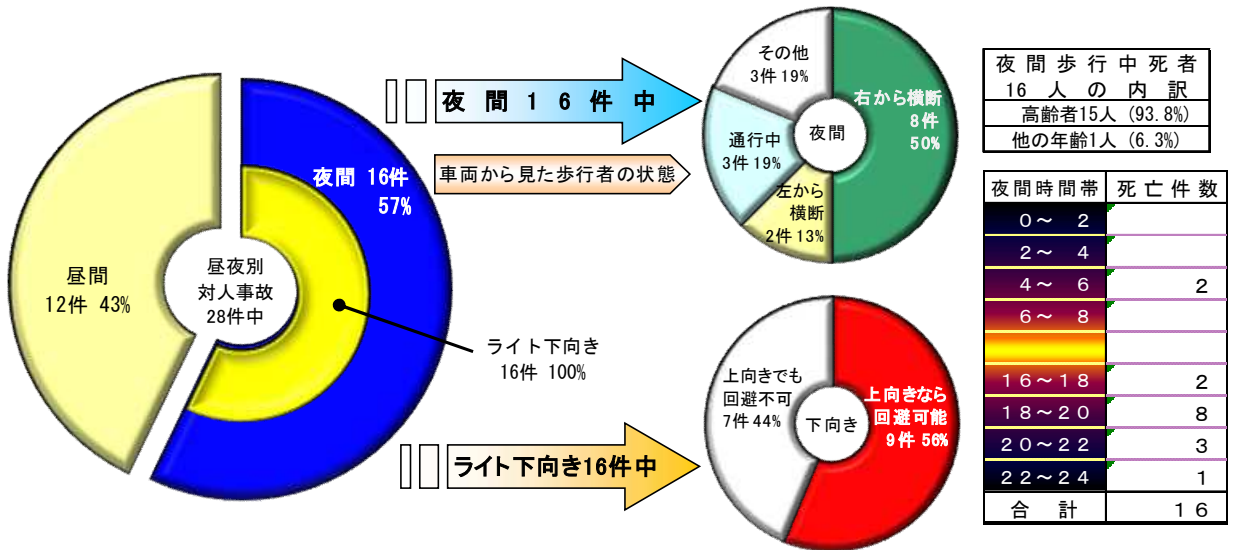 昼間
12件 43%
昼夜別
対人事故
28件中
夜間 16件
57%
ライト下向き
16件 100%
夜間16件中
車両から見た歩行者の状態
ライト下向き16件中
その他
3件 19%
通行中
3件 19%
左から
横断
2件 13%
夜間
右から横断
8件
50%
上向きでも
回避不可
7件 44%
下向き
上向きなら
回避可能
9件 56%
夜間歩行中死者
16人の内訳
高齢者15人 (93.8%)
他の年齢1人 (6.3%)
夜間時間帯 死亡件数
0～ 2
2～ 4
4～ 6 2
6～ 8
16～18 2
18～20 8
20～22 3
22～24 1
合計 16